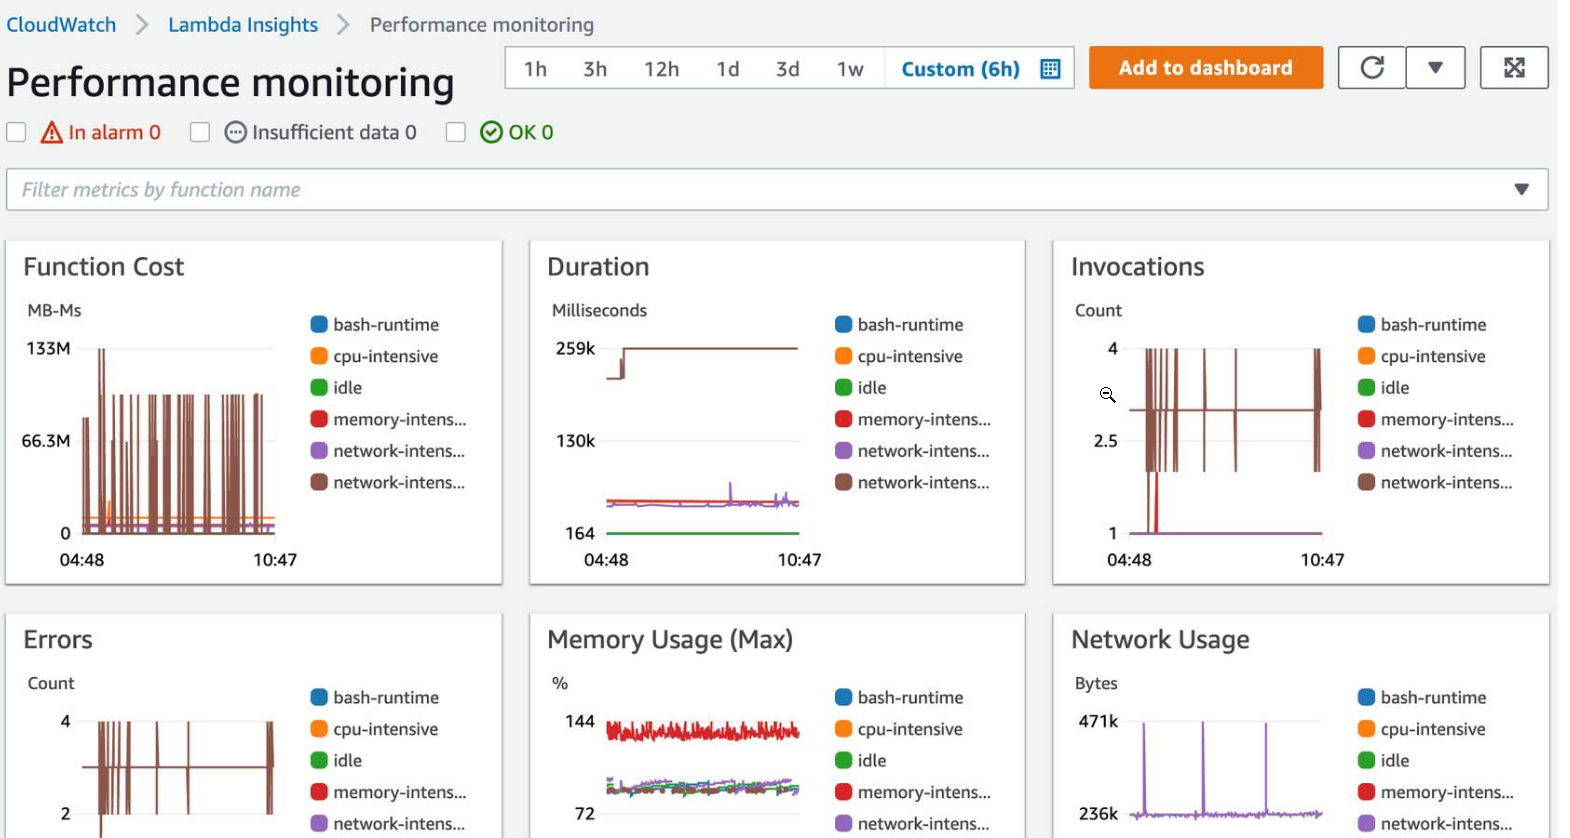 CloudWatch > Lambda Insights > Performance monitoring
Performance monitoring
1h 3h 12h 1d 3d 1w Custom (6h)
Add to dashboard
In alarm 0 Insufficient data 0 OK 0
Filter metrics by function name
Function Cost
MB-Ms
133M
66.3M
0
04:48 10:47
bash-runtime
cpu-intensive
idle
memory-intens...
network-intens...
network-intens...
Duration
Milliseconds
259k
130k
164
04:48 10:47
bash-runtime
cpu-intensive
idle
memory-intens...
network-intens...
network-intens...
Invocations
Count
4
2.5
1
04:48 10:47
bash-runtime
cpu-intensive
idle
memory-intens...
network-intens...
network-intens...
Errors
Count
4
2
bash-runtime
cpu-intensive
idle
memory-intens...
network-intens...
Memory Usage (Max)
%
144
72
bash-runtime
cpu-intensive
idle
memory-intens...
network-intens...
Network Usage
Bytes
471k
236k
bash-runtime
cpu-intensive
idle
memory-intens...
network-intens...